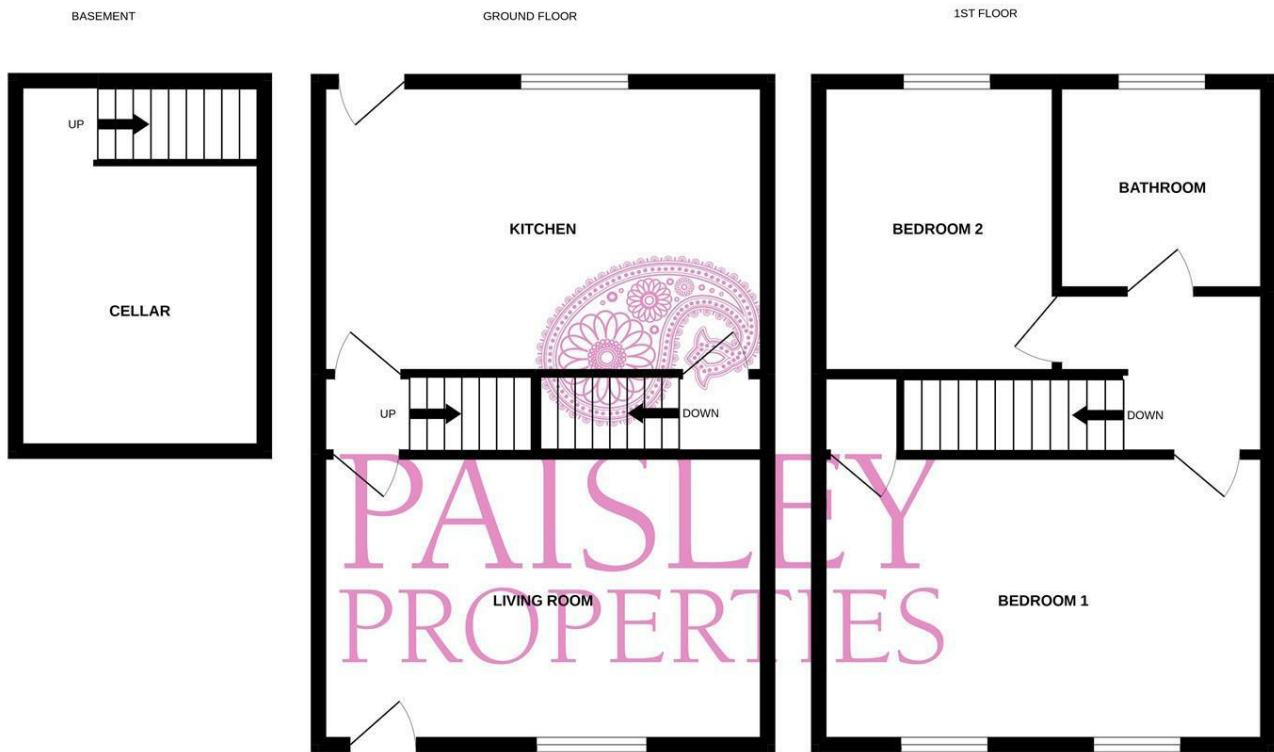 BASEMENT
GROUND FLOOR
1ST FLOOR
UP
CELLAR
KITCHEN
UP
DOWN
LIVING ROOM
BEDROOM 2
BATHROOM
DOWN
BEDROOM 1
PAISLEY
PROPERTIES